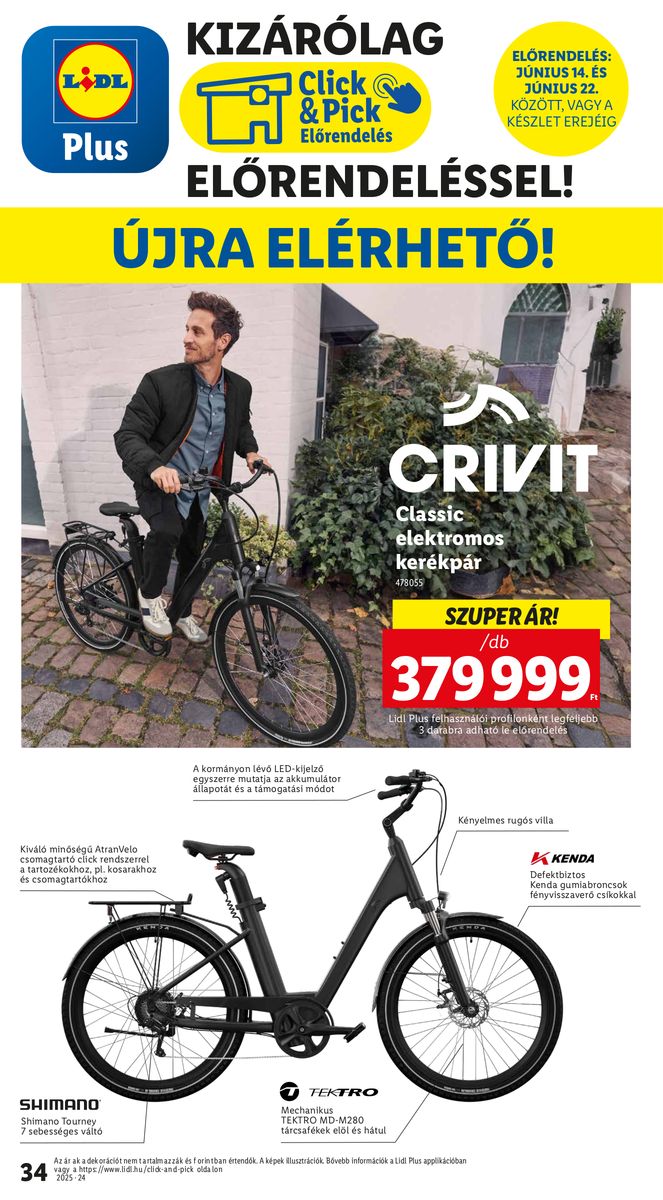 LIDL
Plus
KIZÁRÓLAG
Click
& Pick
Előrendelés
ELŐRENDELÉSSEL!
ELŐRENDELÉS:
JÚNIUS 14. ÉS
JÚNIUS 22.
KÖZÖTT, VAGY A
KÉSZLET EREJÉIG
ÚJRA ELÉRHETŐ!
CRIVIT
Classic
elektromos
kerékpár
478055
SZUPER ÁR!
/db
379 999
Ft
Lidl Plus felhasználói profilonként legfeljebb
3 darabra adható le előrendelés
A kormányon lévő LED-kijelző
egyszerre mutatja az akkumulátor
állapotát és a támogatási módot
Kényelmes rugós villa
Kiváló minőségű AtranVelo
csomagtartó click rendszerrel
a tartozékokhoz, pl. kosarakhoz
és csomagtartókhoz
KENDA
Defektbiztos
Kenda gumiabroncsok
fényvisszaverő csíkokkal
KENDA
KENDA
SHIMANO
Shimano Tourney
7 sebességes váltó
TEKTRO
Mechanikus
TEKTRO MD-M280
tárcsafékek elöl és hátul
34
Az ár ak a dekorációt nem tartalmazzák és forintban értendők. A képek illusztrációk. Bővebb információk a Lidl Plus applikációban
vagy a https://www.lidl.hu/click-and-pick oldalon
2025 · 24